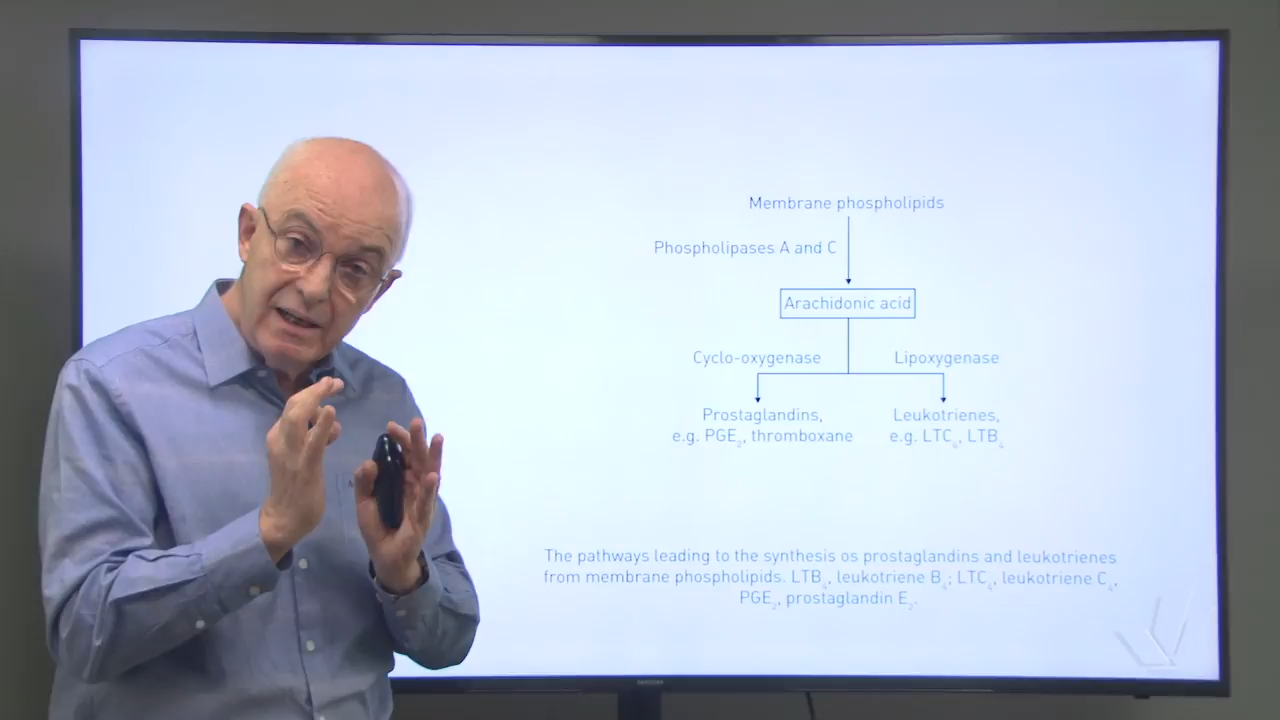 Membrane phospholipids
Phospholipases A and C
Arachidonic acid
Cyclo-oxygenase Lipoxygenase
Prostaglandins, Leukotrienes,
e.g. PGE₂, thromboxane e.g. LTC₄, LTB₄
The pathways leading to the synthesis os prostaglandins and leukotrienes
from membrane phospholipids. LTB₄, leukotriene B₄; LTC₄, leukotriene C₄,
PGE₂, prostaglandin E₂.
SAMSUNG